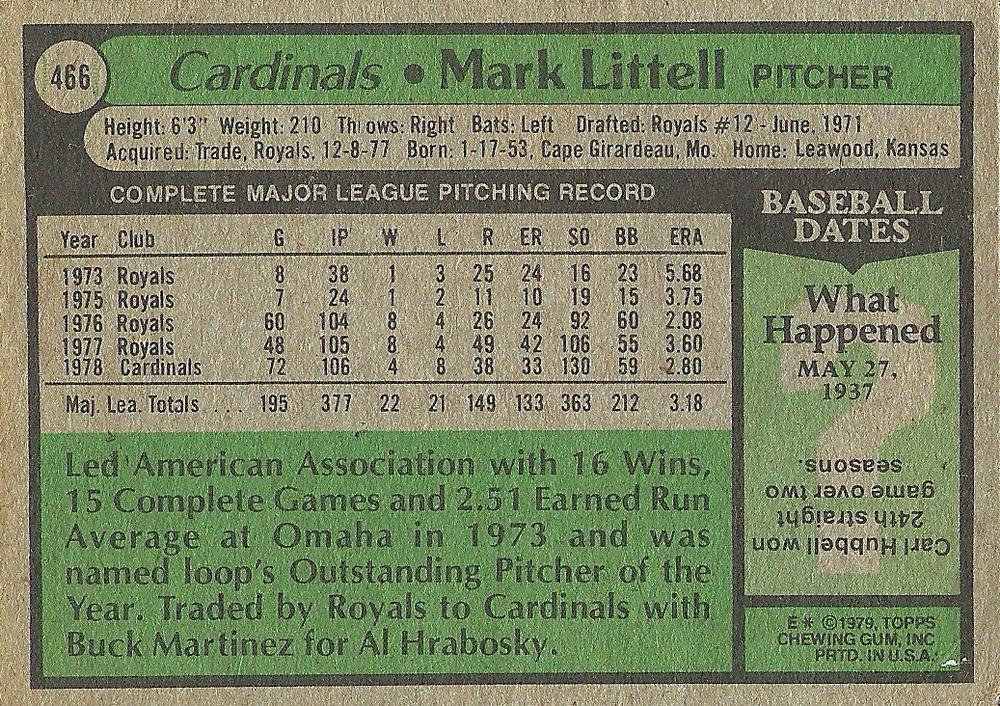 466
Cardinals • Mark Littell PITCHER
Height: 6'3" Weight: 210 Throws: Right Bats: Left Drafted: Royals #12 - June, 1971
Acquired: Trade, Royals, 12-8-77 Born: 1-17-53, Cape Girardeau, Mo. Home: Leawood, Kansas
COMPLETE MAJOR LEAGUE PITCHING RECORD
Year Club G IP W L R ER SO BB ERA
1973 Royals 8 38 1 3 25 24 16 23 5.68
1975 Royals 7 24 1 2 11 10 19 15 3.75
1976 Royals 60 104 8 4 26 24 92 60 2.08
1977 Royals 48 105 8 4 49 42 106 55 3.60
1978 Cardinals 72 106 4 8 38 33 130 59 2.80
Maj. Lea. Totals .... 195 377 22 21 149 133 363 212 3.18
Led American Association with 16 Wins,
15 Complete Games and 2.51 Earned Run
Average at Omaha in 1973 and was
named loop's Outstanding Pitcher of the
Year. Traded by Royals to Cardinals with
Buck Martinez for Al Hrabosky.
BASEBALL
DATES
What
Happened
MAY 27,
1937
?
Carl Hubbell won
24th straight
game over two
seasons.
E* ©1979, TOPPS
CHEWING GUM, INC
PRTD. IN U.S.A.